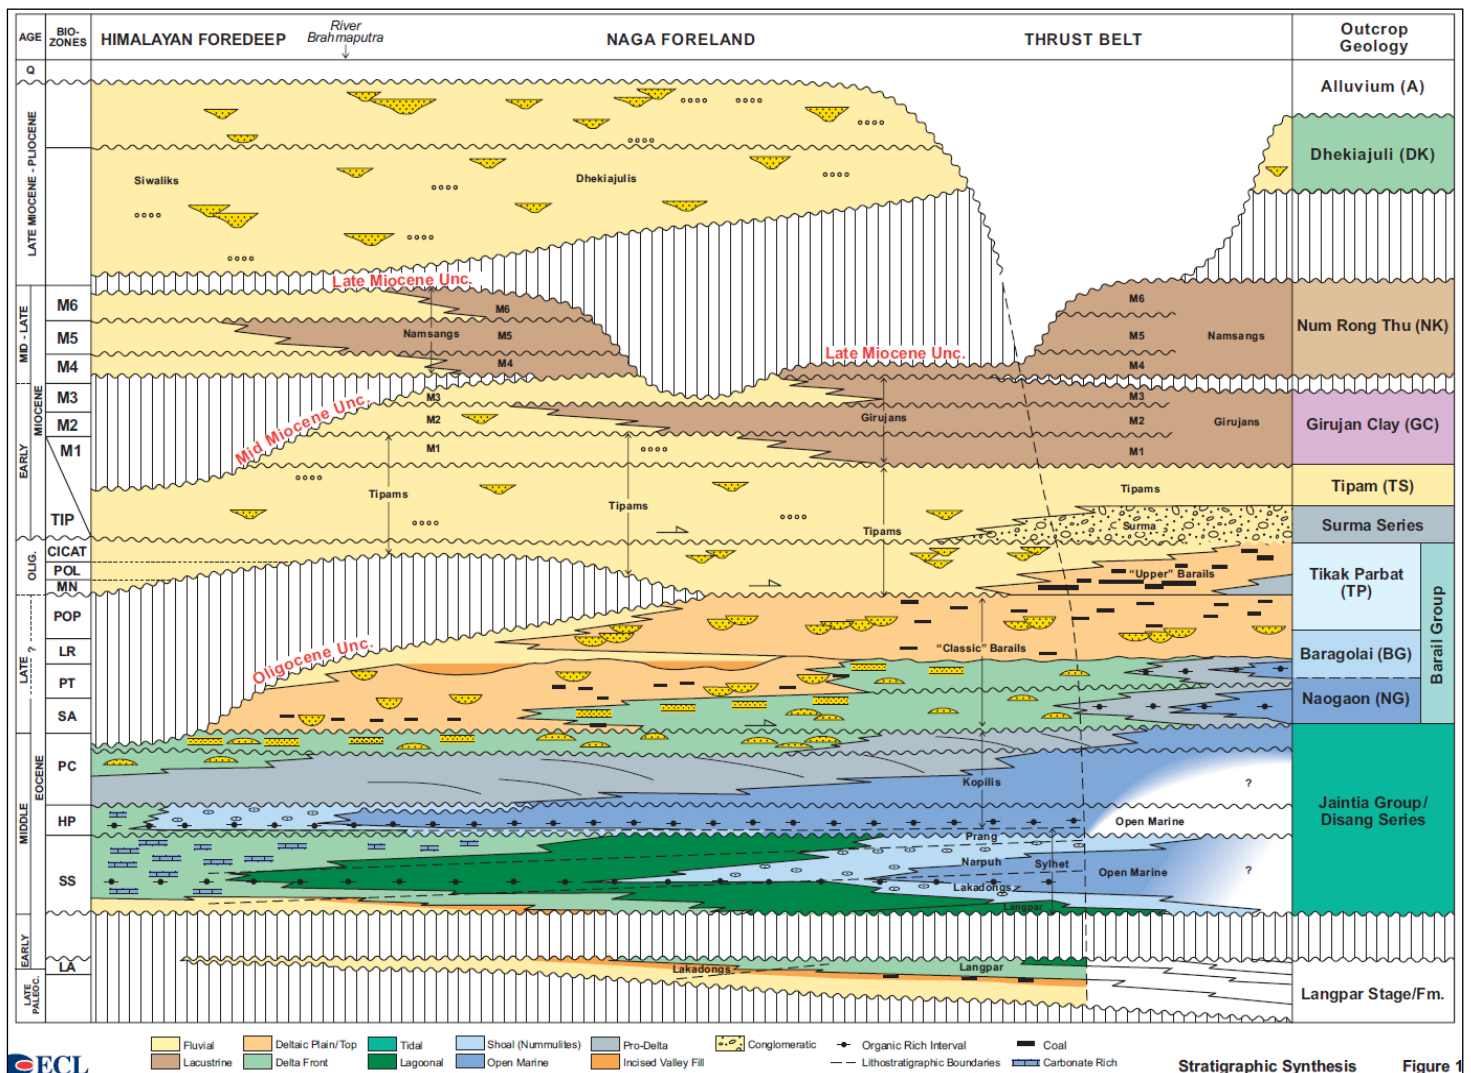 AGE
BIO-
ZONES
HIMALAYAN FOREDEEP
River
Brahmaputra
NAGA FORELAND
THRUST BELT
Outcrop
Geology
Q
Alluvium (A)
LATE MIOCENE - PLIOCENE
Siwaliks
Dhekiajulis
Dhekiajuli (DK)
Late Miocene Unc.
MID - LATE
MIOCENE
EARLY
M6
M5
M4
M3
M2
M1
TIP
M6
Namsangs
M5
M4
Late Miocene Unc.
M6
M5
Namsangs
M4
Num Rong Thu (NK)
Mid Miocene Unc.
M3
M2
M1
Girujans
M3
M2
Girujans
M1
Girujan Clay (GC)
Tipams
Tipams
Tipams
Tipams
Tipam (TS)
Surma
Surma Series
OLIG.
CICAT
POL
MN
"Upper" Barails
Tikak Parbat
(TP)
Barail Group
LATE ?
EOCENE
MIDDLE
EARLY
POP
LR
PT
SA
Oligocene Unc.
"Classic" Barails
Baragolai (BG)
Naogaon (NG)
PC
Kopilis
?
HP
Open Marine
Prang
Jaintia Group/
Disang Series
SS
Narpuh
Sylhet
Open Marine
?
Lakadongs
Langpar
LA
LATE
PALEOC.
Lakadongs
Langpar
Langpar Stage/Fm.
Fluvial
Deltaic Plain/Top
Tidal
Shoal (Nummulites)
Pro-Delta
Conglomeratic
Organic Rich Interval
Coal
Lacustrine
Delta Front
Lagoonal
Open Marine
Incised Valley Fill
Lithostratigraphic Boundaries
Carbonate Rich
ECL
Stratigraphic Synthesis
Figure 1